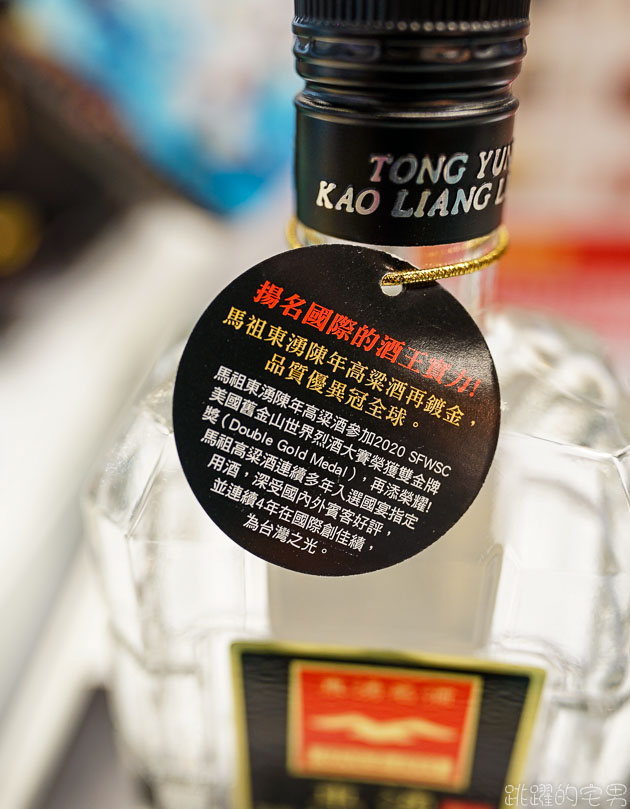 TONG YUN
KAO LIANG L
揚名國際的酒王實力!
馬祖東湧陳年高粱酒再鍍金，
品質優異冠全球。
馬祖東湧陳年高粱酒參加2020 SFWSC
美國舊金山世界烈酒大賽榮獲雙金牌
獎（Double Gold Medal），再添榮耀!
馬祖高粱酒連續多年入選國宴指定
用酒，深受國內外賓客好評，
並連續4年在國際創佳績，
為台灣之光。
跳躍的宅男